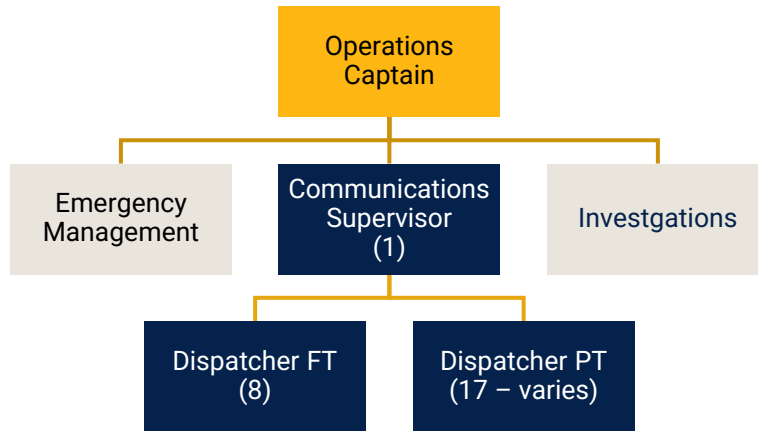 Operations
Captain
Emergency
Management
Communications
Supervisor
(1)
Investgations
Dispatcher FT
(8)
Dispatcher PT
(17 – varies)